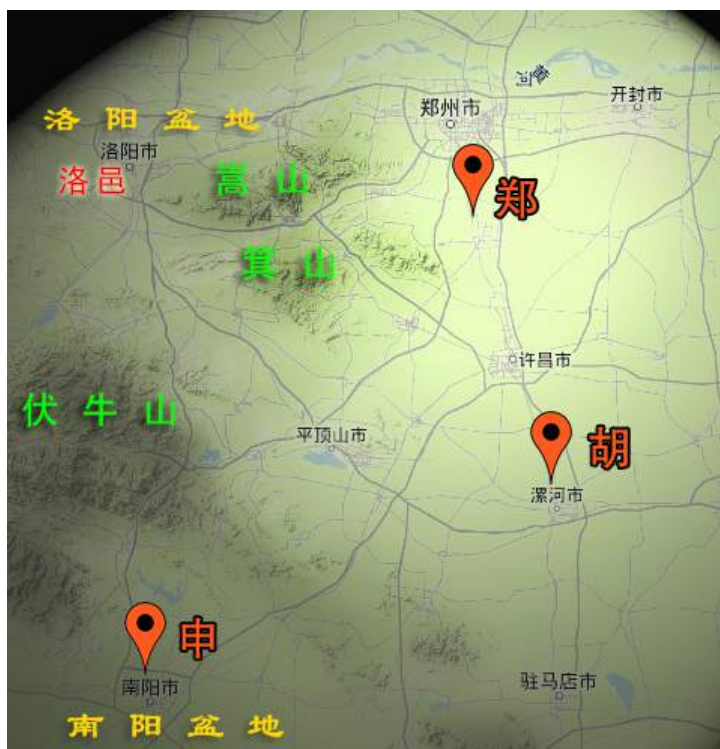 黄河
开封市
郑州市
洛阳盆地
洛阳市
洛邑
嵩山
郑
箕山
许昌市
伏牛山
平顶山市
胡
漯河市
申
南阳市
驻马店市
南阳盆地